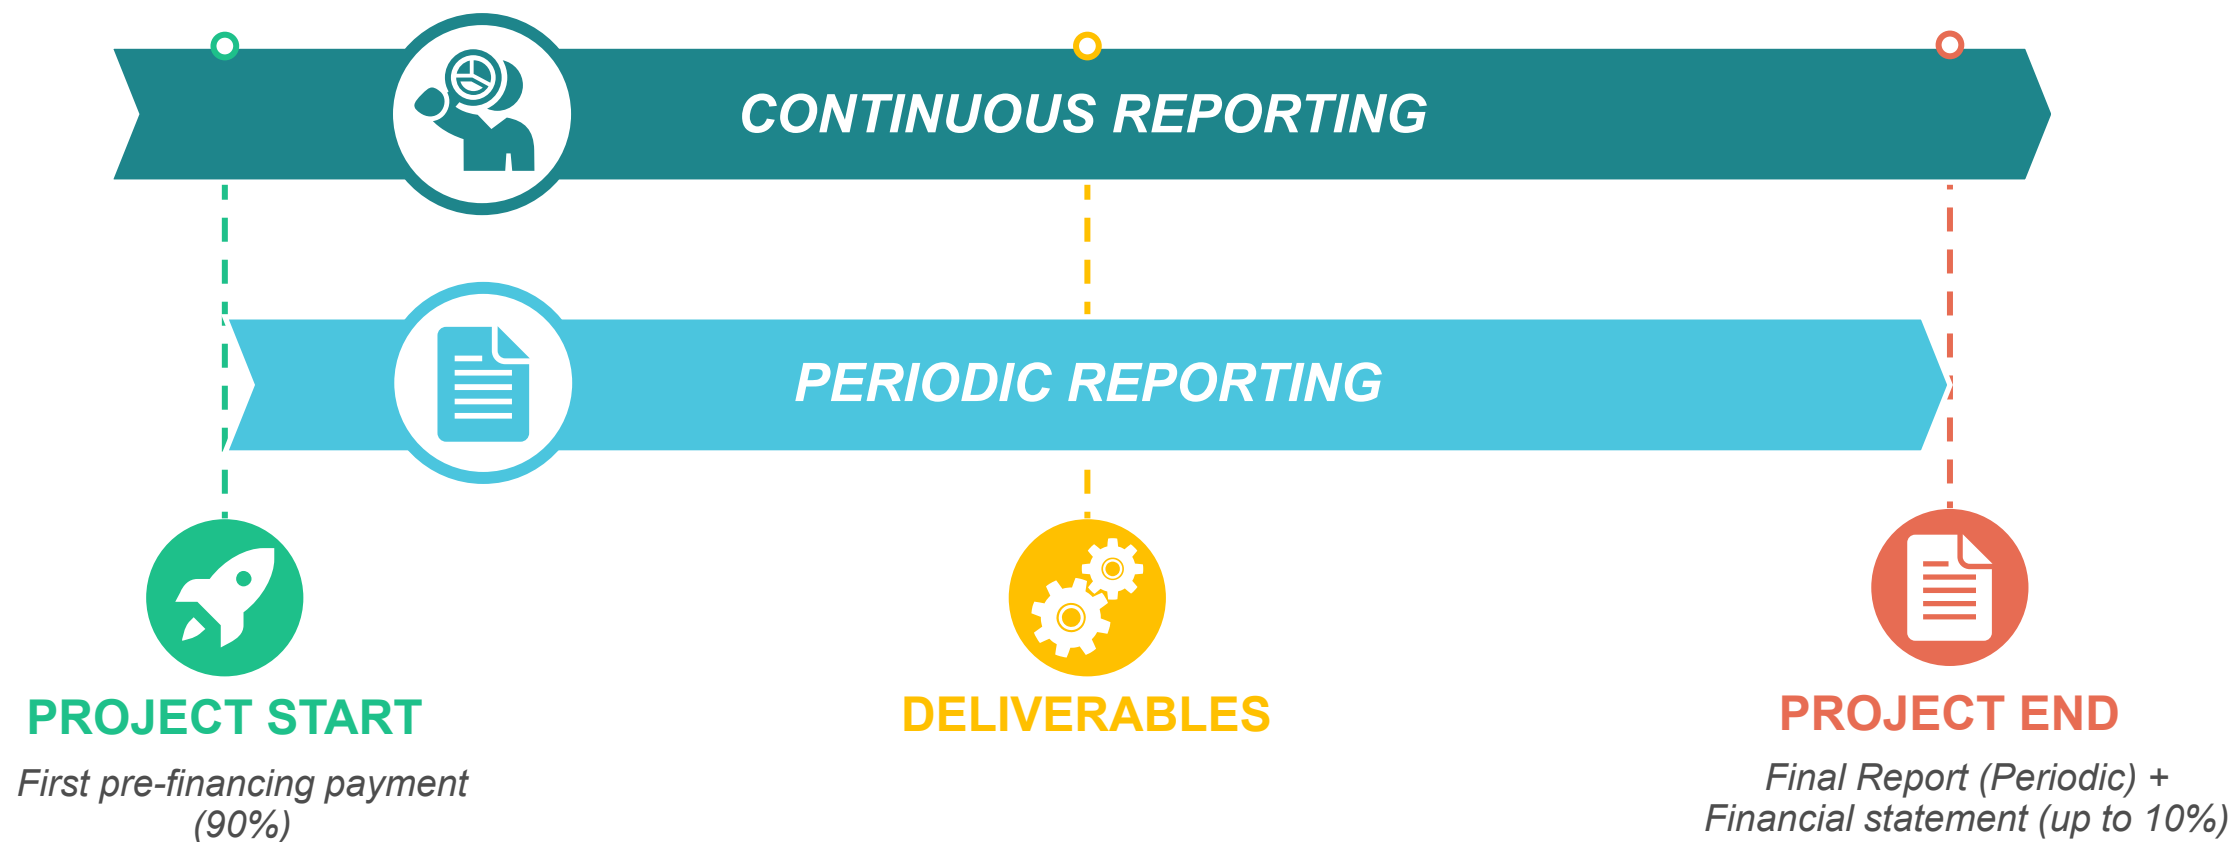 CONTINUOUS REPORTING
PERIODIC REPORTING
PROJECT START
First pre-financing payment
(90%)
DELIVERABLES
PROJECT END
Final Report (Periodic) +
Financial statement (up to 10%)